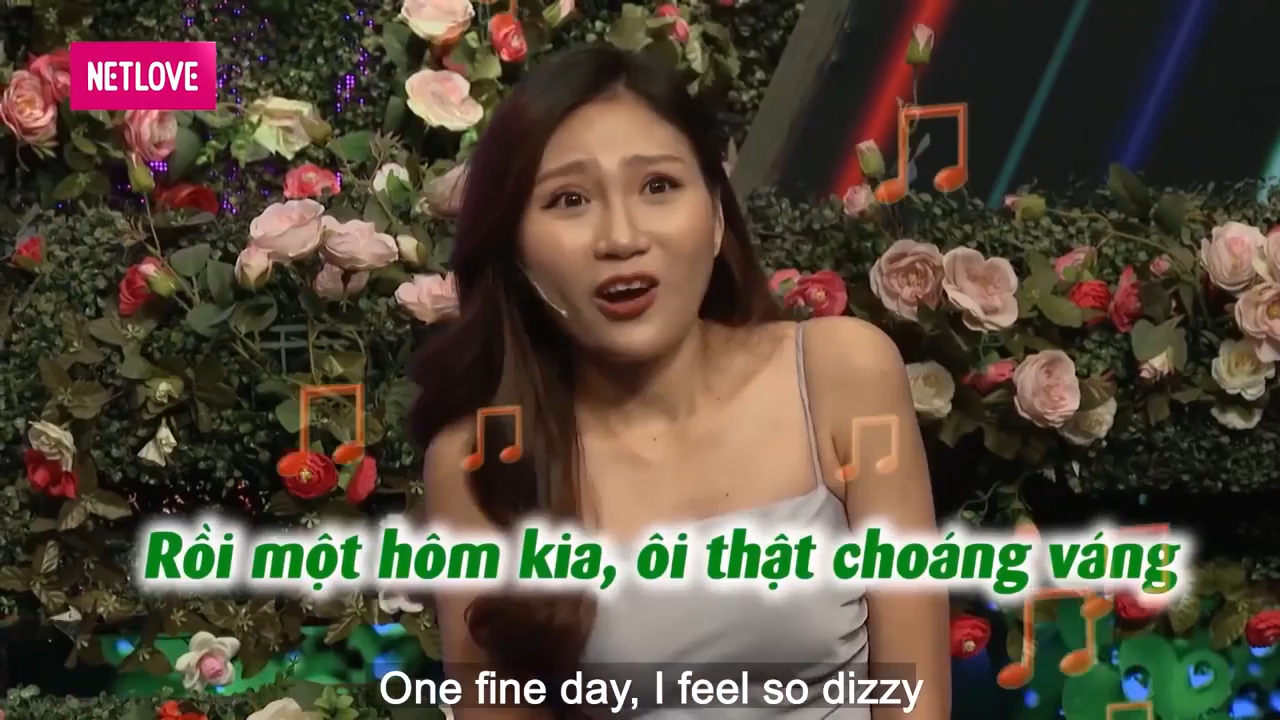 NETLOVE
Rồi một hôm kia, ôi thật choáng váng
One fine day, I feel so dizzy